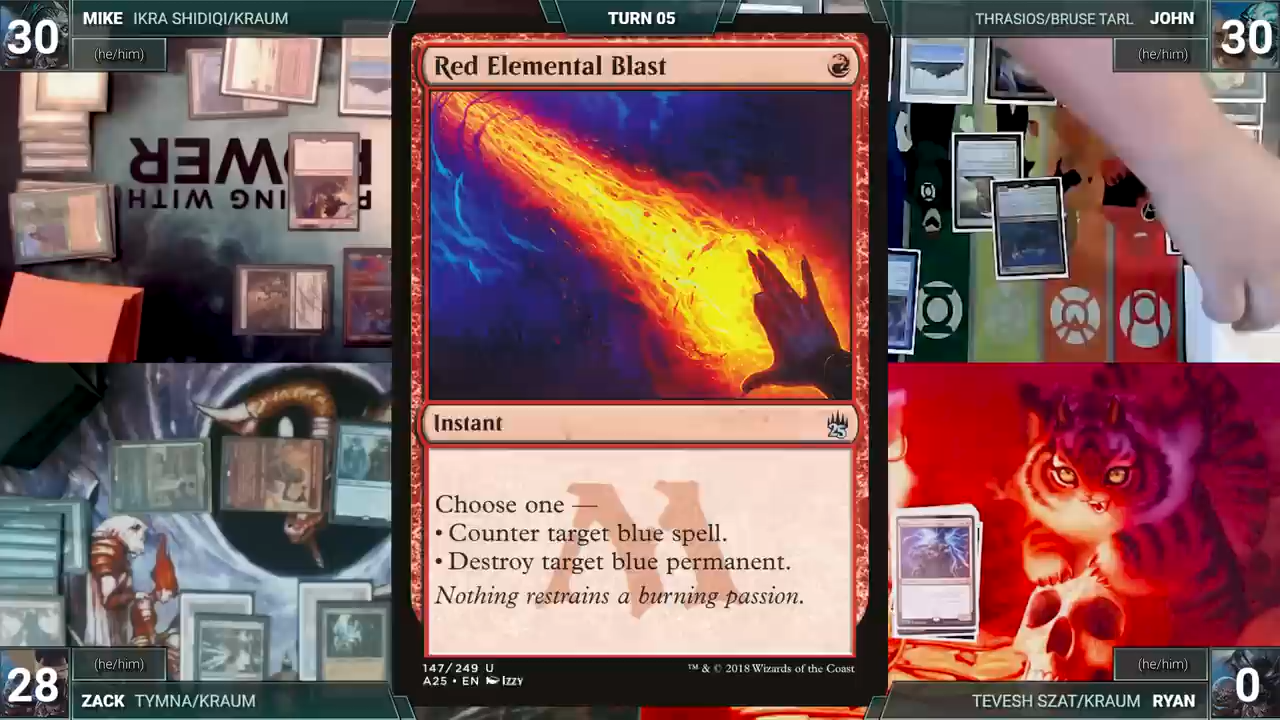 30
MIKE IKRA SHIDIQI/KRAUM
(he/him)
TURN 05
THRASIOS/BRUSE TARL JOHN
(he/him)
30
Red Elemental Blast
Instant
Choose one —
• Counter target blue spell.
• Destroy target blue permanent.
Nothing restrains a burning passion.
147/249 U
A25 • EN Izzy
™ & © 2018 Wizards of the Coast
25
POWER
WITH
28
(he/him)
ZACK TYMNA/KRAUM
(he/him)
TEVESH SZAT/KRAUM RYAN
0